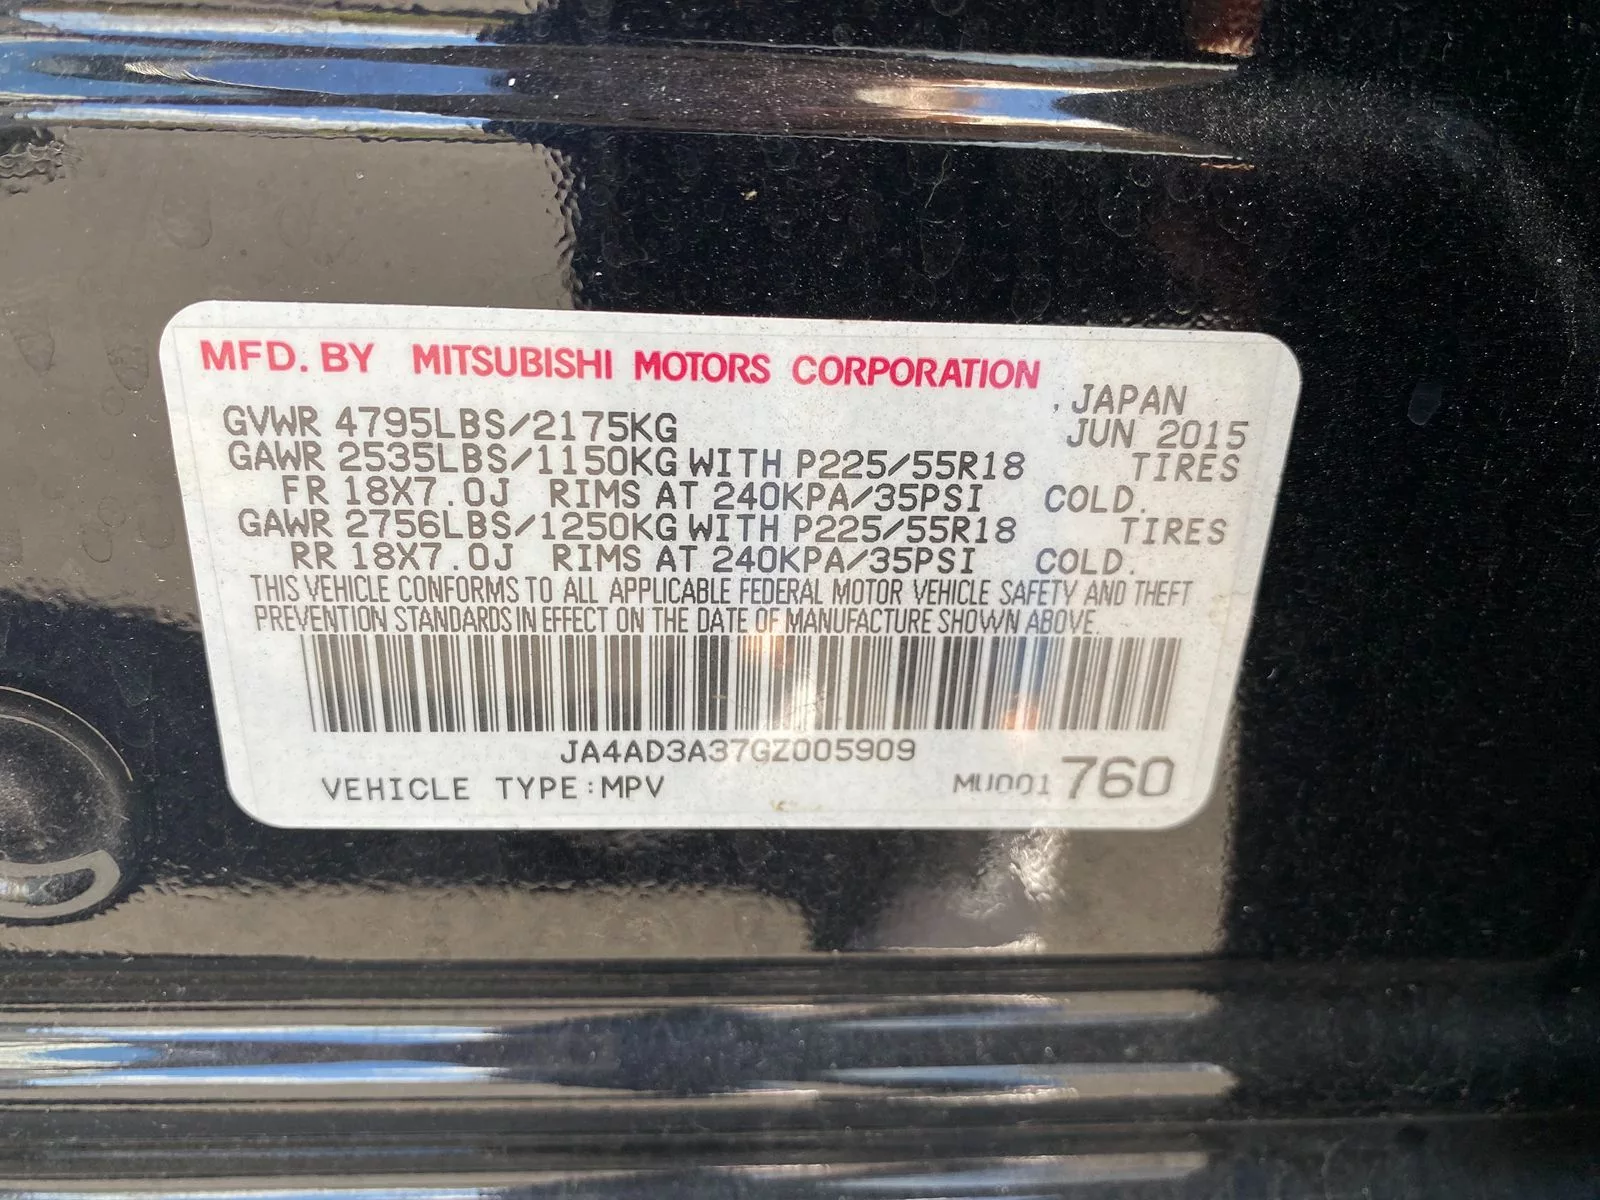 MFD. BY MITSUBISHI MOTORS CORPORATION
JAPAN
GVWR 4795LBS/2175KG JUN 2015
GAWR 2535LBS/1150KG WITH P225/55R18 TIRES
FR 18X7.0J RIMS AT 240KPA/35PSI COLD.
GAWR 2756LBS/1250KG WITH P225/55R18 TIRES
RR 18X7.0J RIMS AT 240KPA/35PSI COLD.
THIS VEHICLE CONFORMS TO ALL APPLICABLE FEDERAL MOTOR VEHICLE SAFETY AND THEFT
PREVENTION STANDARDS IN EFFECT ON THE DATE OF MANUFACTURE SHOWN ABOVE.
JA4AD3A37GZ005909
VEHICLE TYPE:MPV MU001 760